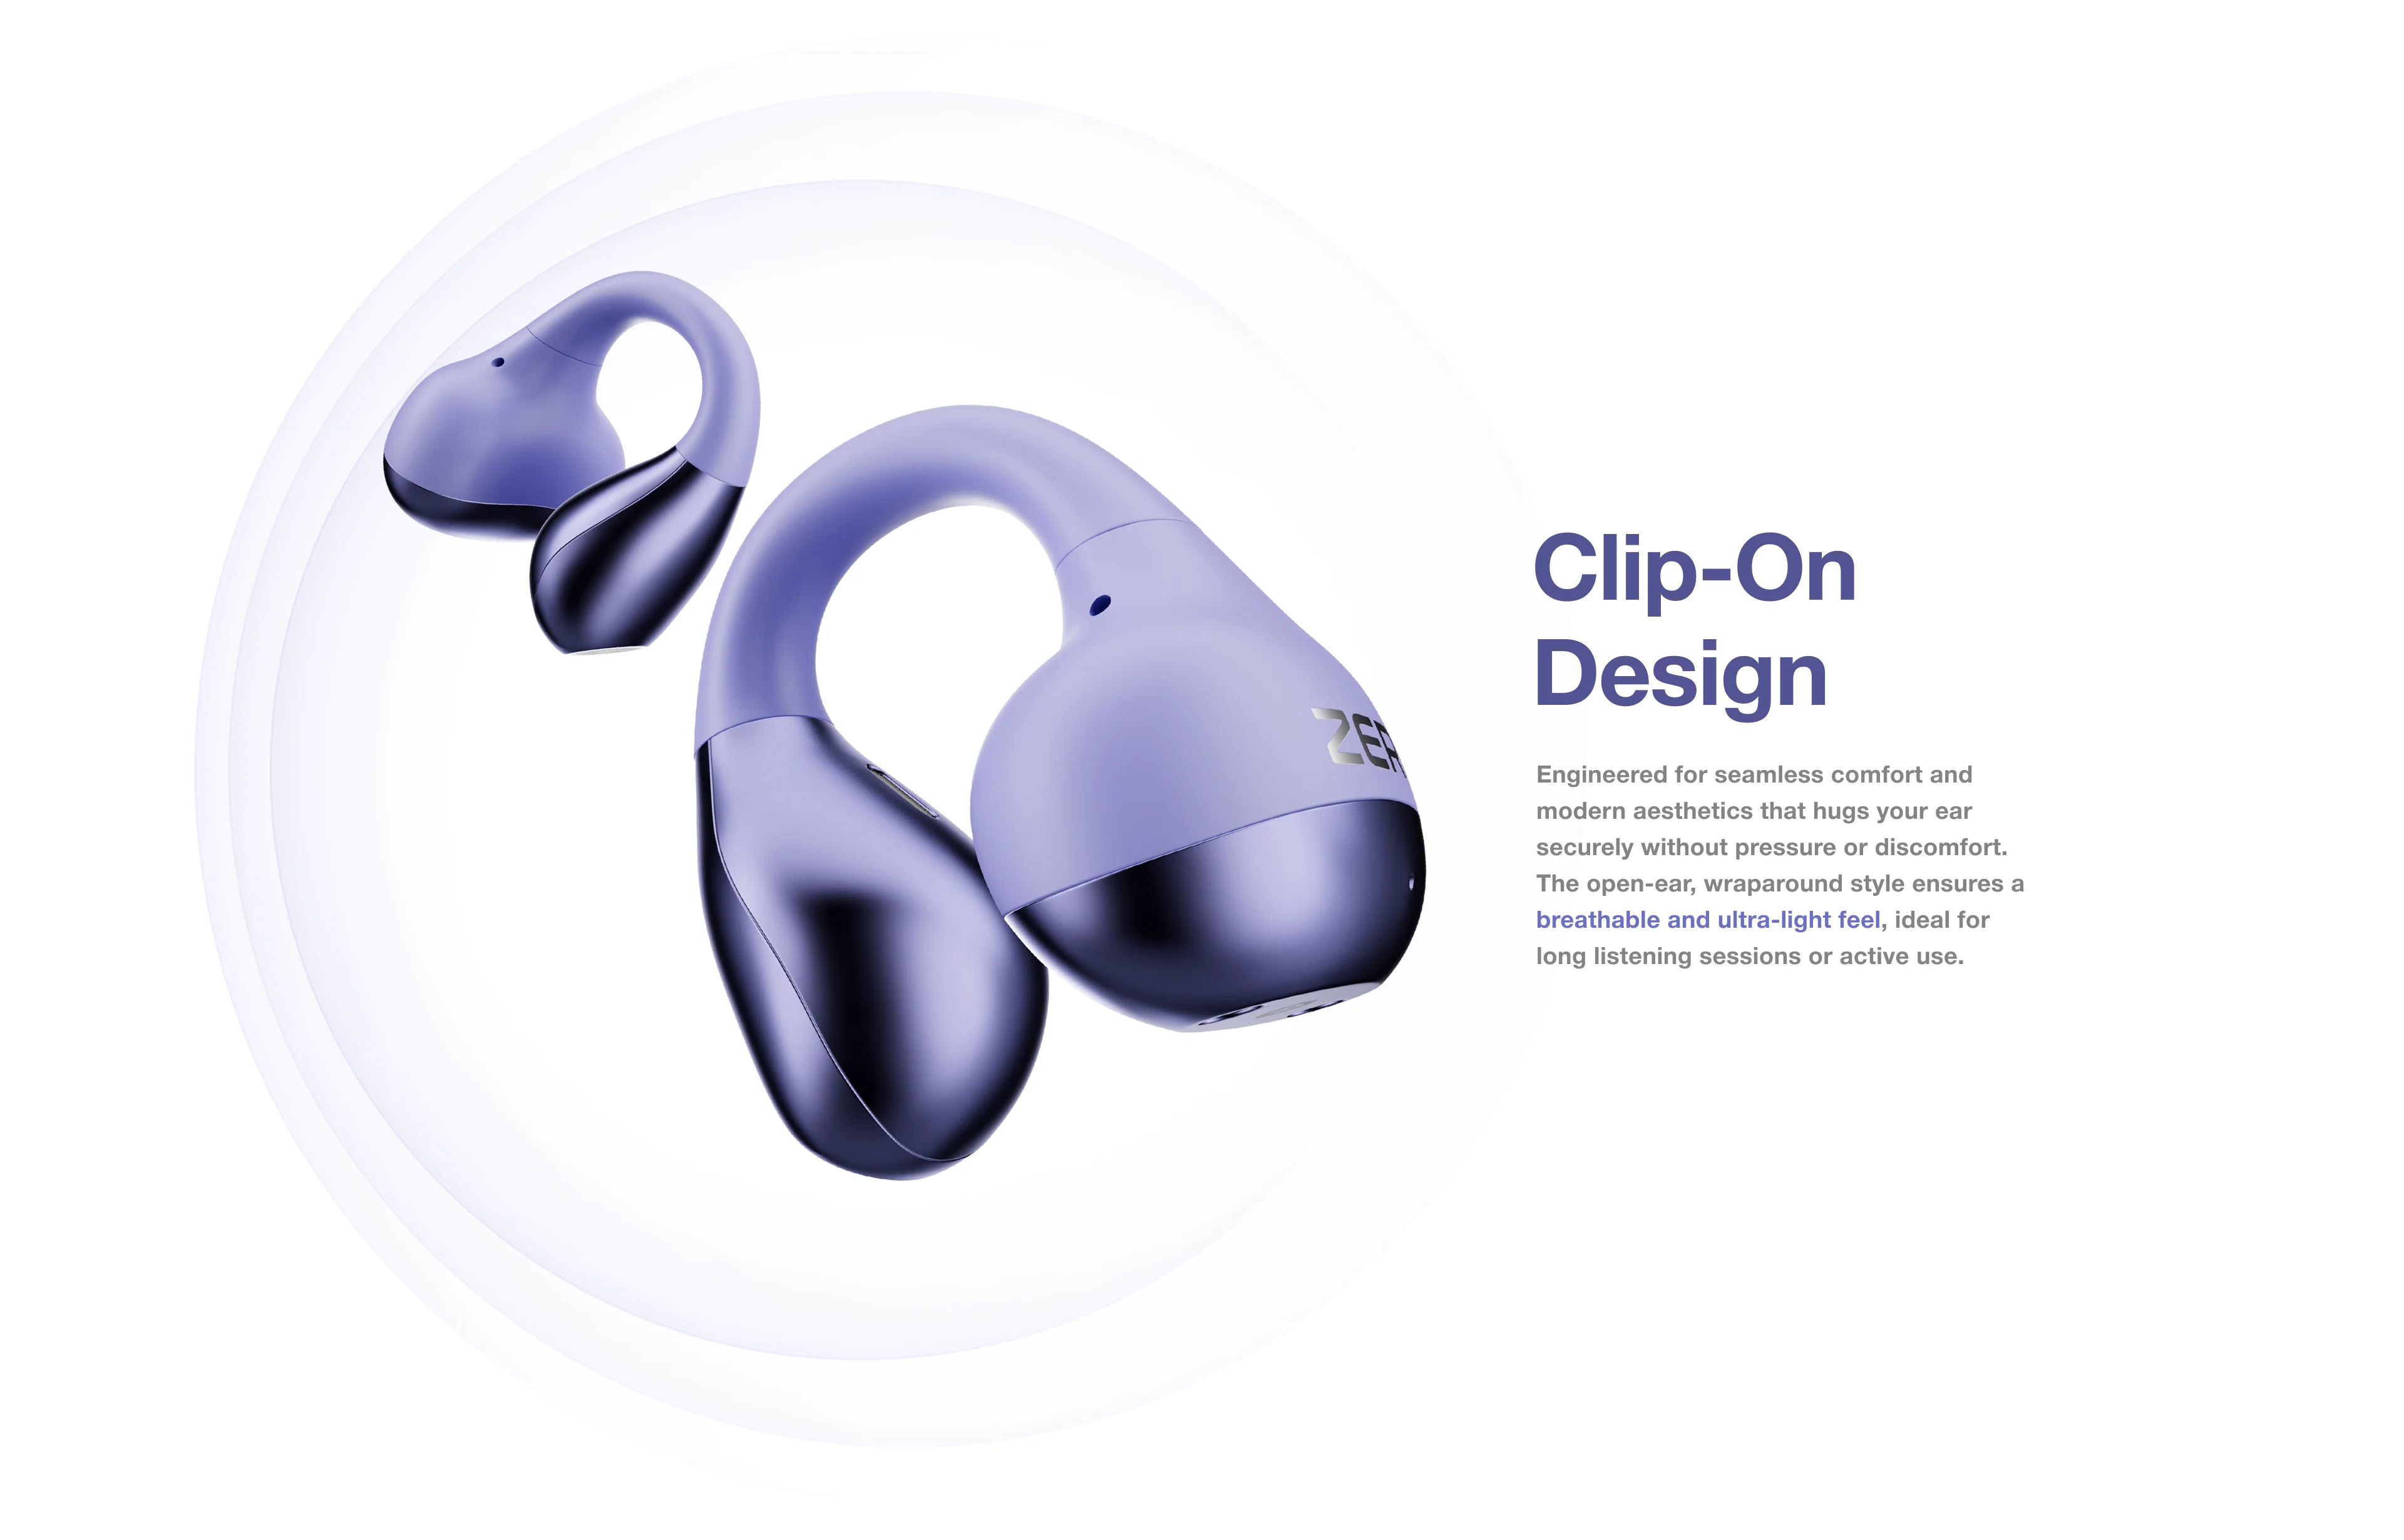 Clip-On
Design
ZER
Engineered for seamless comfort and
modern aesthetics that hugs your ear
securely without pressure or discomfort.
The open-ear, wraparound style ensures a
breathable and ultra-light feel, ideal for
long listening sessions or active use.